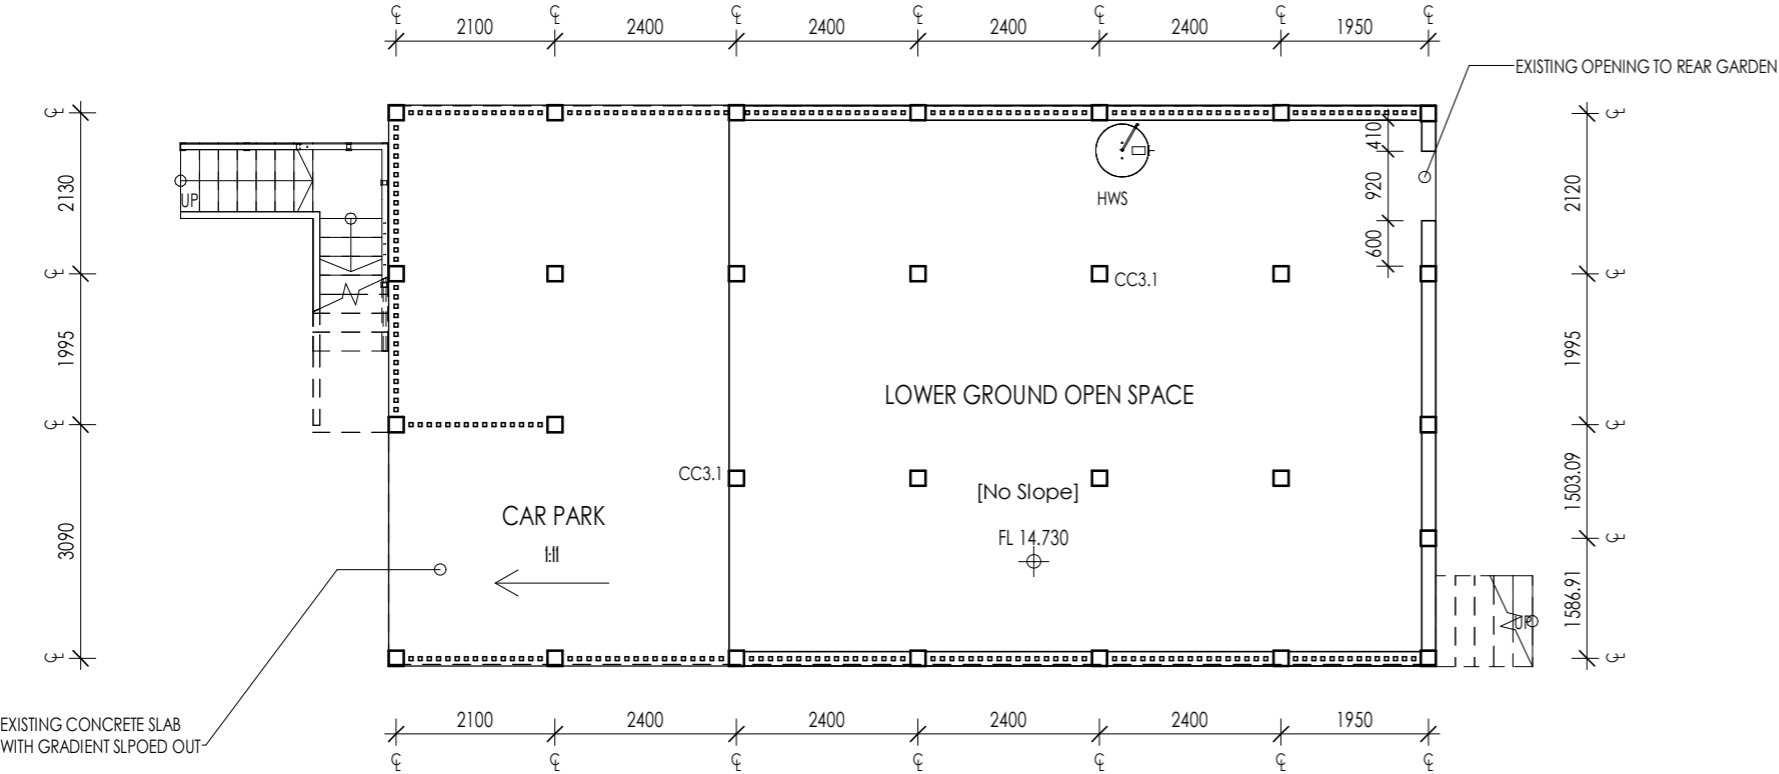 ℄ ℄ ℄ ℄ ℄ ℄ ℄
2100 2400 2400 2400 2400 1950
EXISTING OPENING TO REAR GARDEN
℄ ℄
410
2130 UP 920 2120
HWS
600
℄ ℄
CC3.1
1995 1995
LOWER GROUND OPEN SPACE
℄ ℄
CC3.1
1503.09
[No Slope]
CAR PARK
3090 FL 14.730 ℄
1:11
1586.91
UP
℄ ℄
EXISTING CONCRETE SLAB
WITH GRADIENT SLPOED OUT
2100 2400 2400 2400 2400 1950
℄ ℄ ℄ ℄ ℄ ℄ ℄